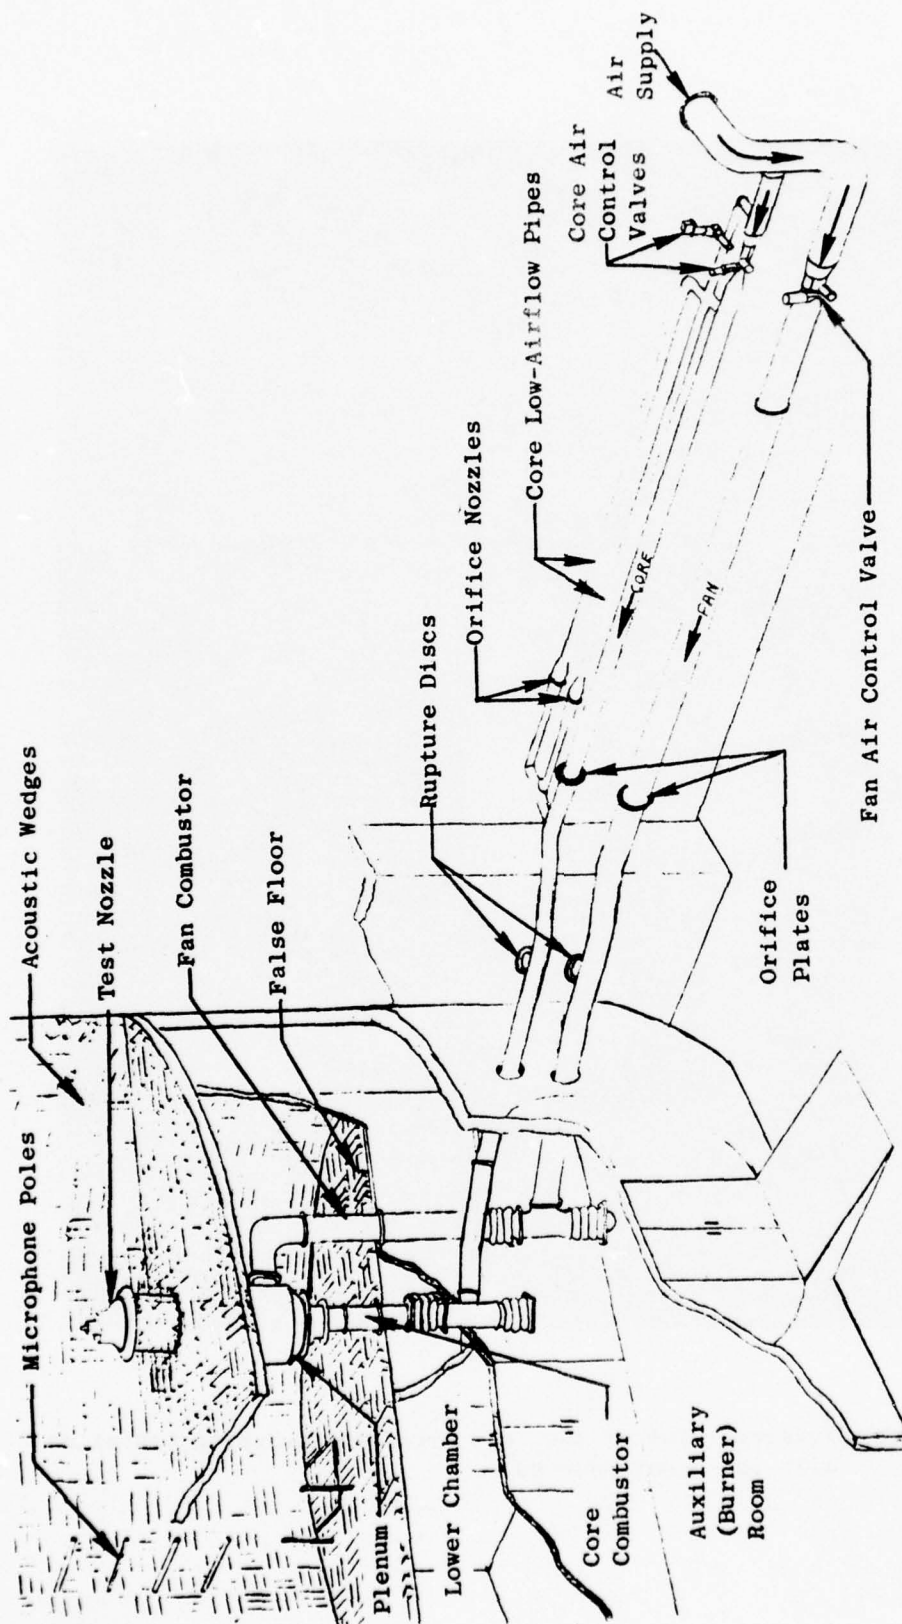 Microphone Poles
Test Nozzle
Acoustic Wedges
Fan Combustor
False Floor
Rupture Discs
Orifice Nozzles
Core Low-Airflow Pipes
Core Air
Control
Valves
Air
Supply
CORE
FAN
Plenum
Lower Chamber
Core
Combustor
Auxiliary
(Burner)
Room
Orifice
Plates
Fan Air Control Valve